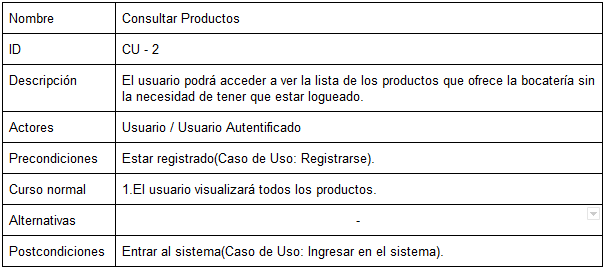 Nombre Consultar Productos
ID CU - 2
Descripción El usuario podrá acceder a ver la lista de los productos que ofrece la bocatería sin
la necesidad de tener que estar logueado.
Actores Usuario / Usuario Autentificado
Precondiciones Estar registrado(Caso de Uso: Registrarse).
Curso normal 1.El usuario visualizará todos los productos.
Alternativas -
Postcondiciones Entrar al sistema(Caso de Uso: Ingresar en el sistema).